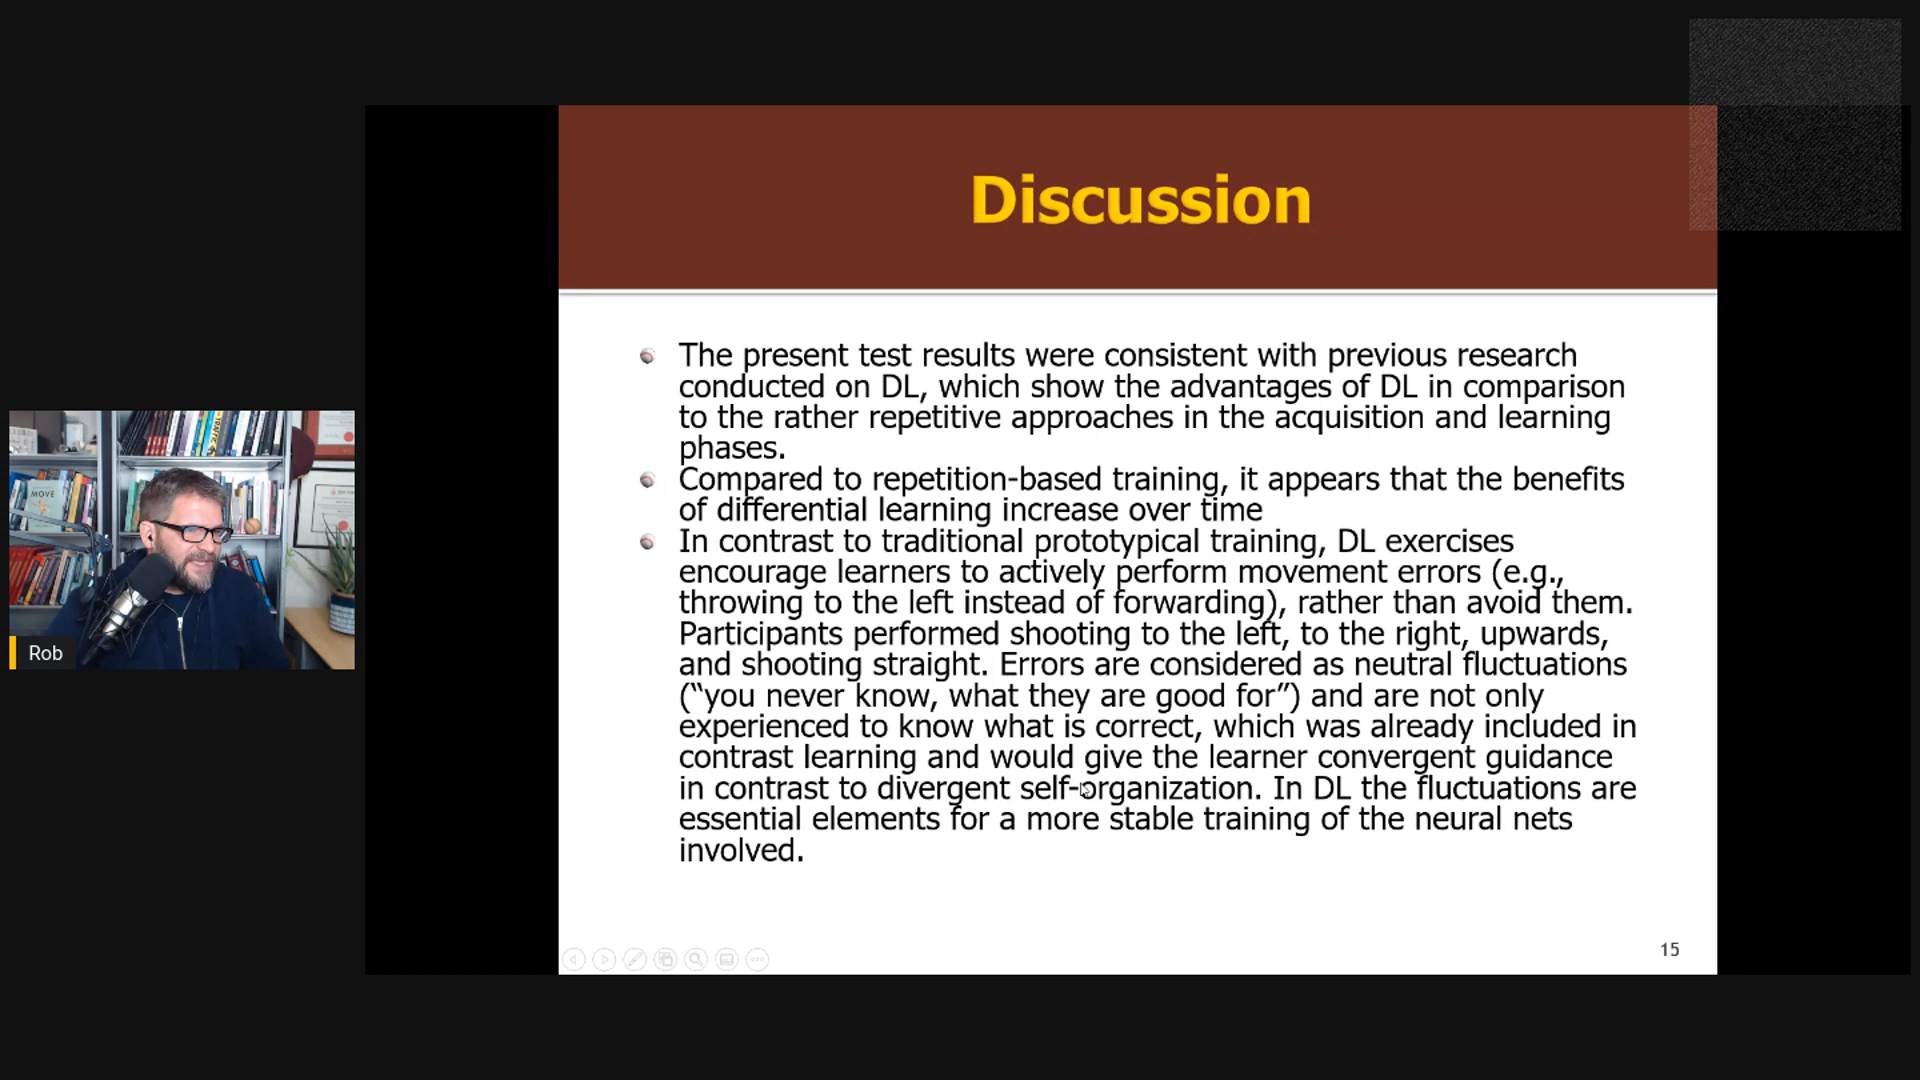 Discussion
The present test results were consistent with previous research
conducted on DL, which show the advantages of DL in comparison
to the rather repetitive approaches in the acquisition and learning
phases.
Compared to repetition-based training, it appears that the benefits
of differential learning increase over time
In contrast to traditional prototypical training, DL exercises
encourage learners to actively perform movement errors (e.g.,
throwing to the left instead of forwarding), rather than avoid them.
Participants performed shooting to the left, to the right, upwards,
and shooting straight. Errors are considered as neutral fluctuations
(“you never know, what they are good for”) and are not only
experienced to know what is correct, which was already included in
contrast learning and would give the learner convergent guidance
in contrast to divergent self-organization. In DL the fluctuations are
essential elements for a more stable training of the neural nets
involved.
15
MOVE
Rob